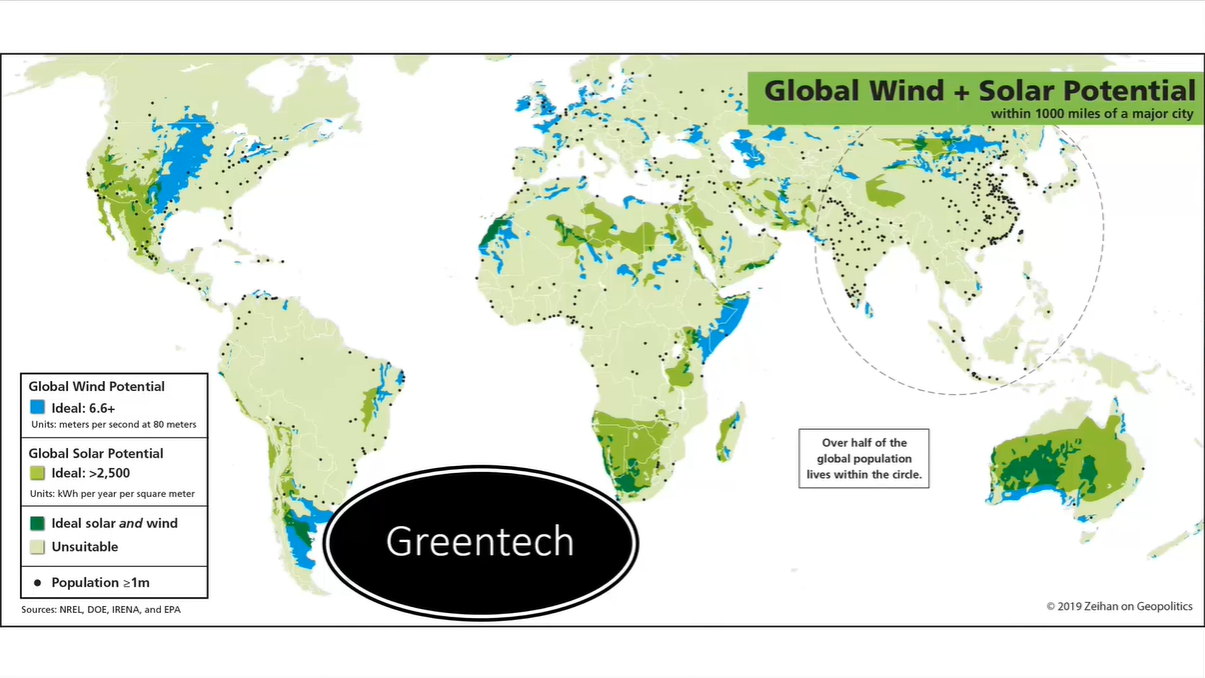 Global Wind + Solar Potential
within 1000 miles of a major city
Global Wind Potential
Ideal: 6.6+
Units: meters per second at 80 meters
Global Solar Potential
Ideal: >2,500
Units: kWh per year per square meter
Ideal solar and wind
Unsuitable
Population ≥1m
Sources: NREL, DOE, IRENA, and EPA
Greentech
Over half of the
global population
lives within the circle.
© 2019 Zeihan on Geopolitics